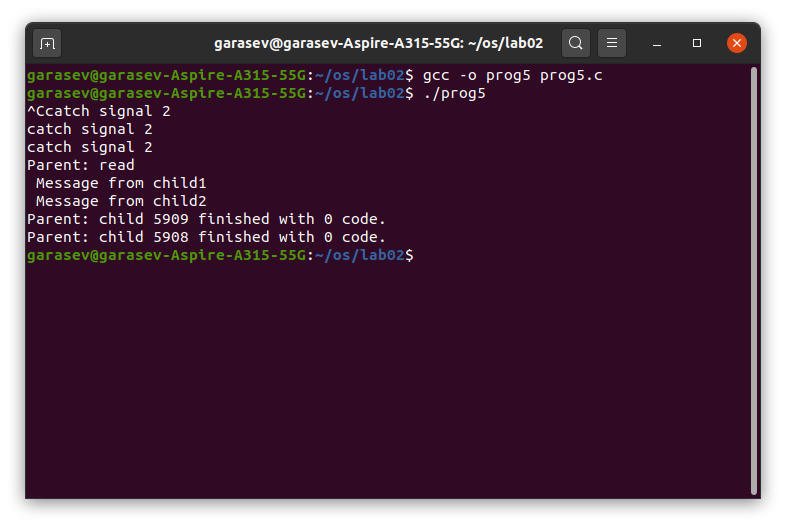 garasev@garasev-Aspire-A315-55G: ~/os/lab02
garasev@garasev-Aspire-A315-55G:~/os/lab02$ gcc -o prog5 prog5.c
garasev@garasev-Aspire-A315-55G:~/os/lab02$ ./prog5
^Ccatch signal 2
catch signal 2
catch signal 2
Parent: read
 Message from child1
 Message from child2
Parent: child 5909 finished with 0 code.
Parent: child 5908 finished with 0 code.
garasev@garasev-Aspire-A315-55G:~/os/lab02$